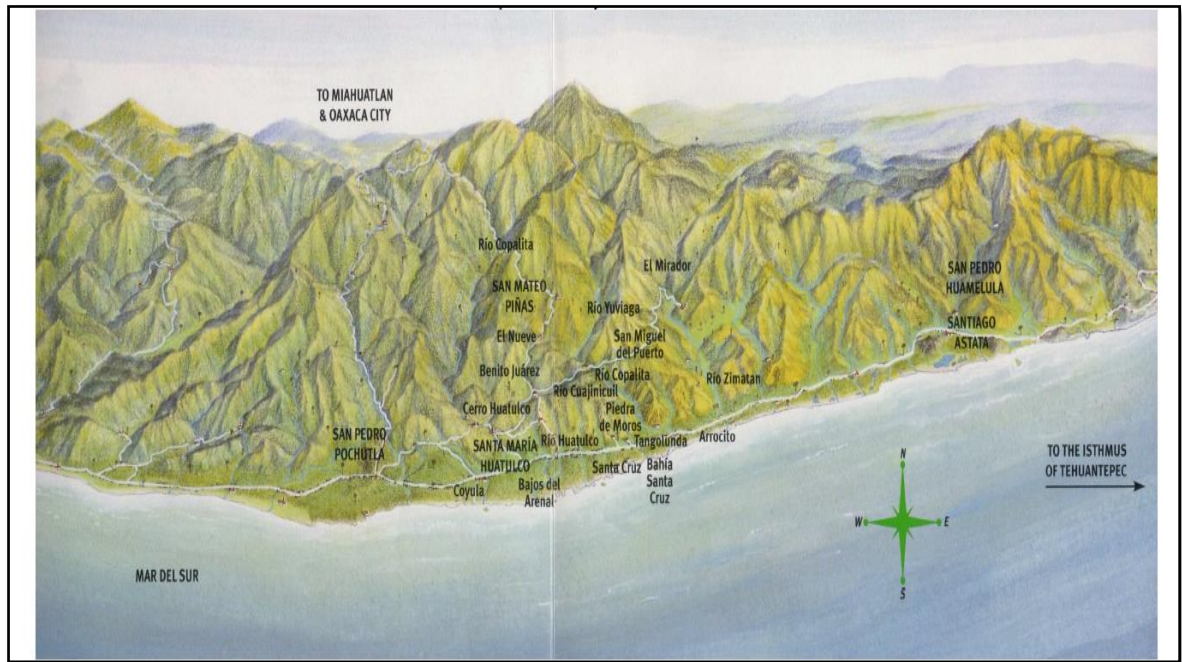 TO MIAHUATLAN
& OAXACA CITY
Río Copalita
El Mirador
SAN MATEO
PIÑAS
SAN PEDRO
HUAMELULA
Río Yuviaga
El Nueve
San Miguel
del Puerto
SANTIAGO
ASTATA
Benito Juárez
Río Copalita
Río Zimatan
Río Cuajinicuil
Cerro Huatulco
Piedra
de Moros
SAN PEDRO
POCHUTLA
SANTA MARÍA
HUATULCO
Río Huatulco
Tangolunda
Arrocito
Santa Cruz
Bahía
Santa
Cruz
Coyula
Bajos del
Arenal
TO THE ISTHMUS
OF TEHUANTEPEC
N
W
E
S
MAR DEL SUR